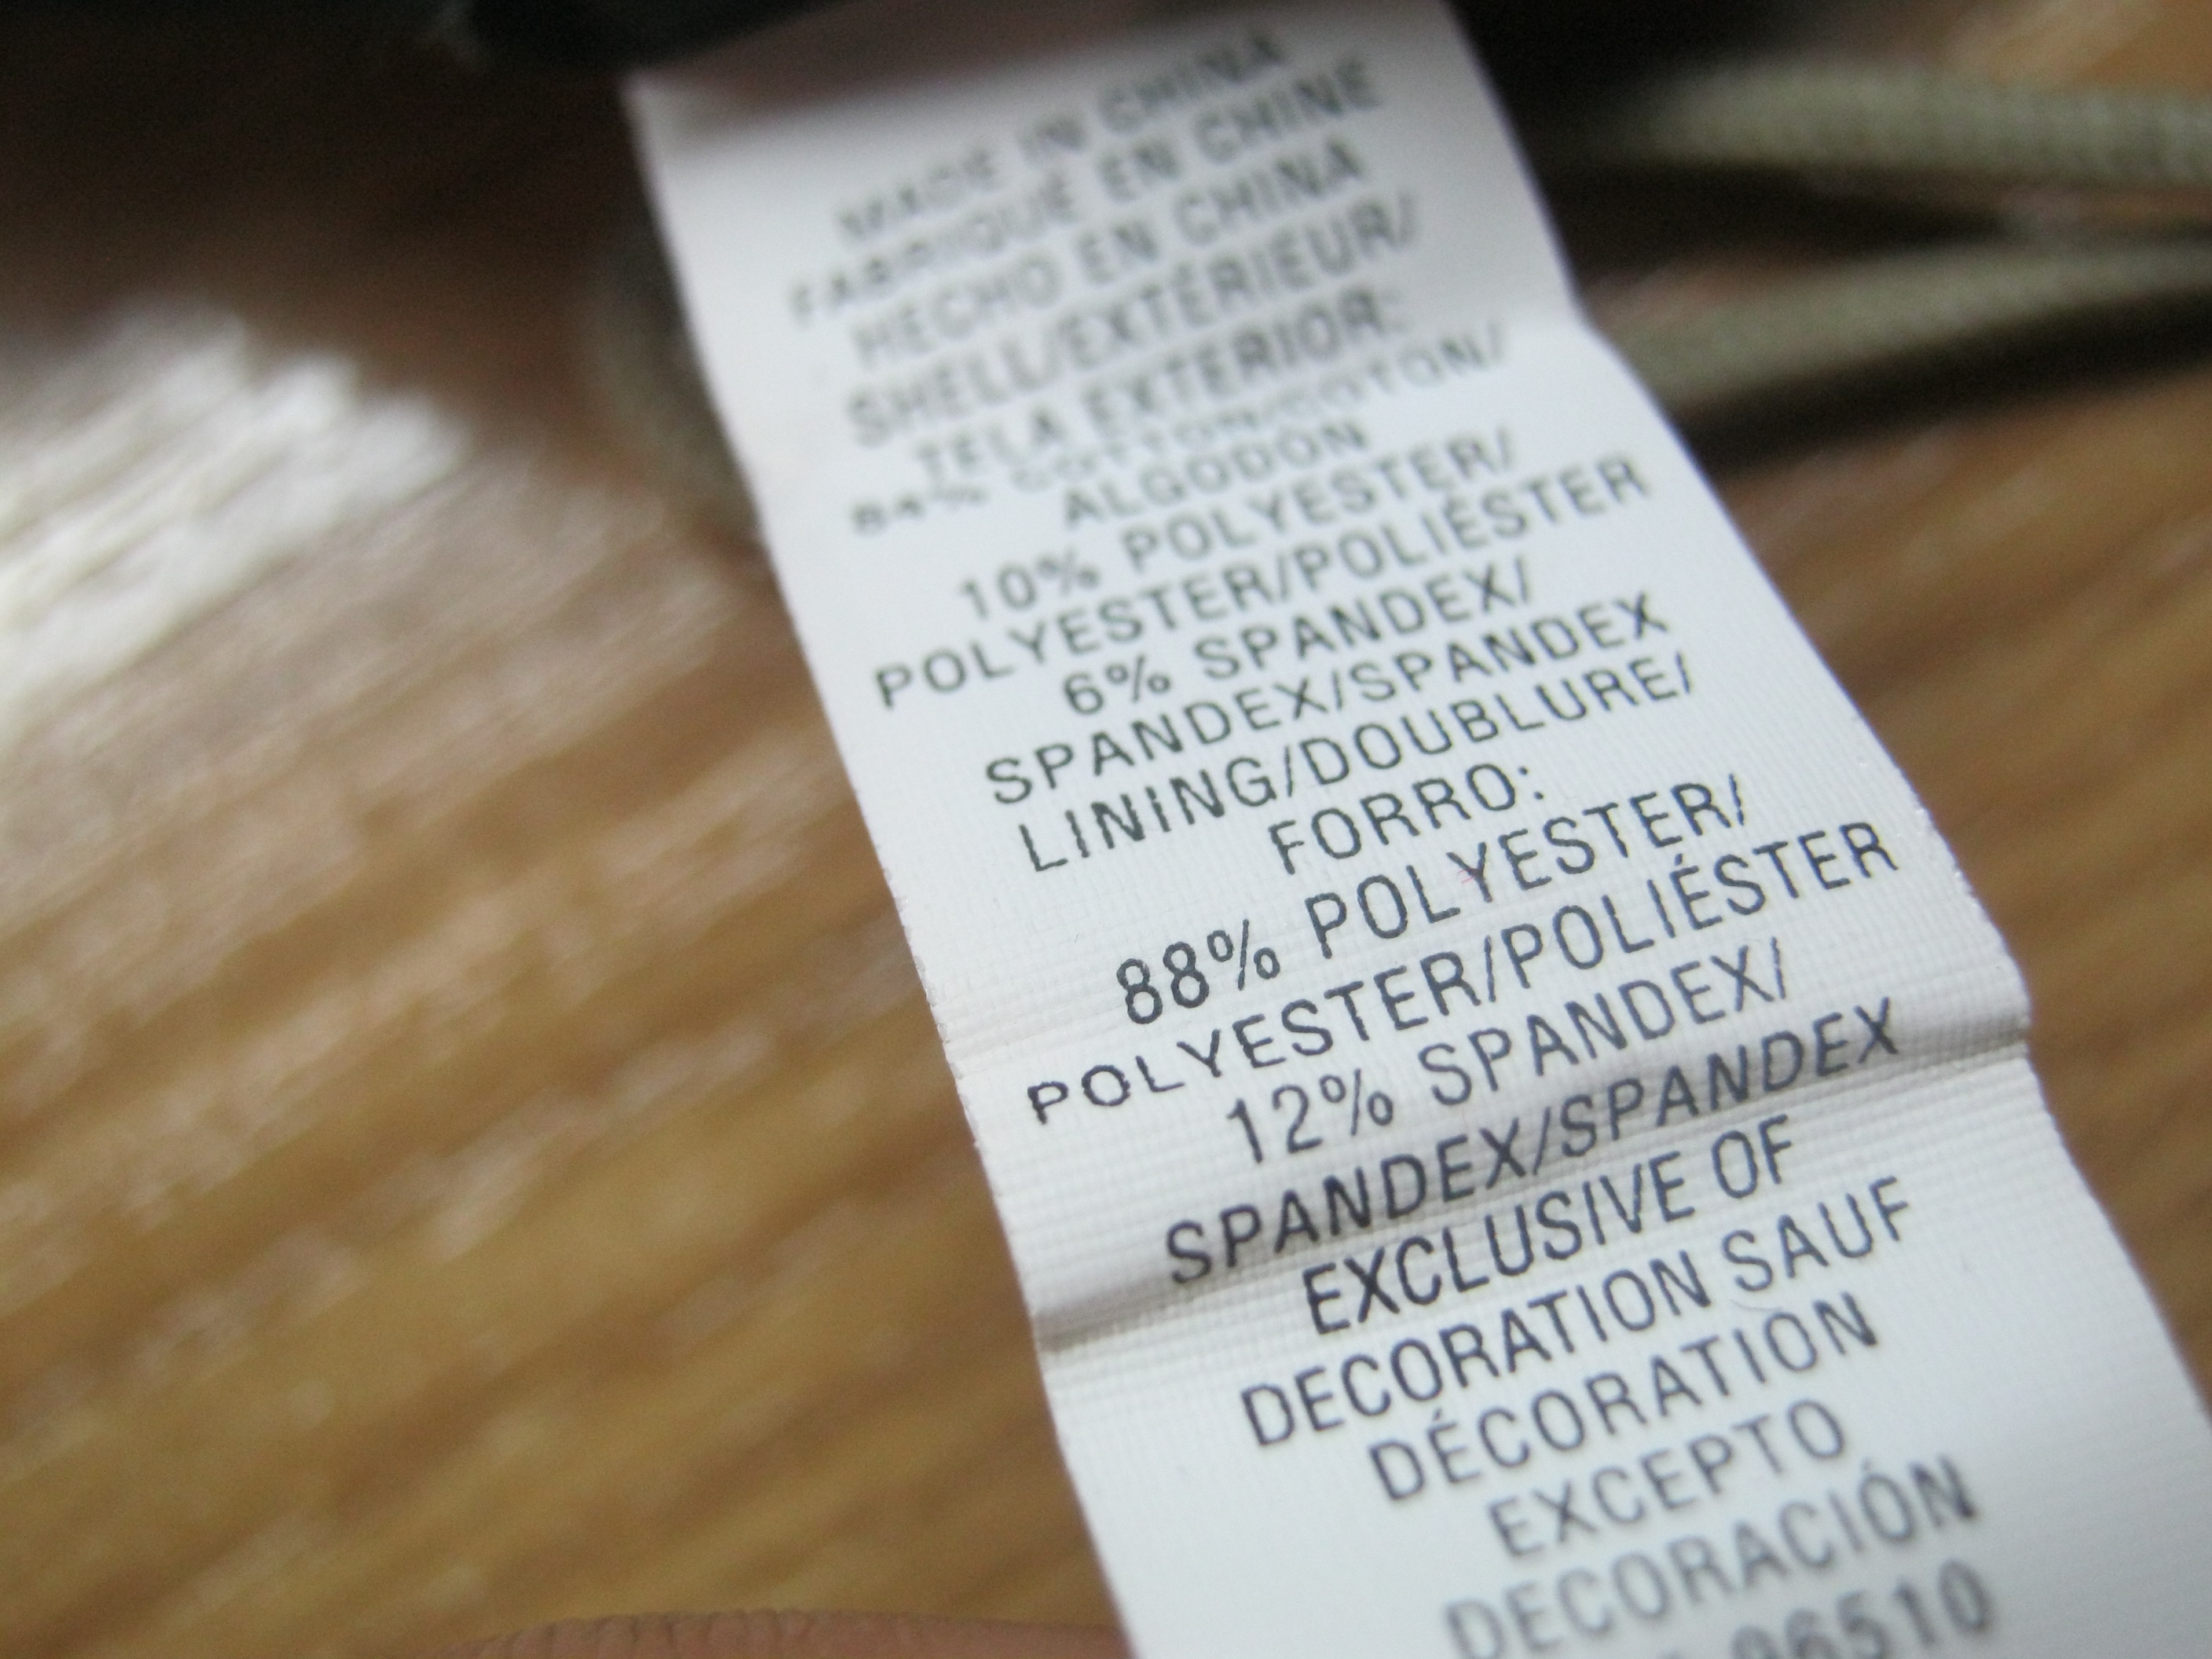 MADE IN CHINA
FABRIQUÉ EN CHINE
HECHO EN CHINA
SHELL/EXTÉRIEUR/
TELA EXTERIOR:
84% COTTON/COTON/
ALGODÓN
10% POLYESTER/
POLYESTER/POLIÉSTER
6% SPANDEX/
SPANDEX/SPANDEX
LINING/DOUBLURE/
FORRO:
88% POLYESTER/
POLYESTER/POLIÉSTER
12% SPANDEX/
SPANDEX/SPANDEX
EXCLUSIVE OF
DECORATION SAUF
DÉCORATION
EXCEPTO
DECORACIÓN
96510